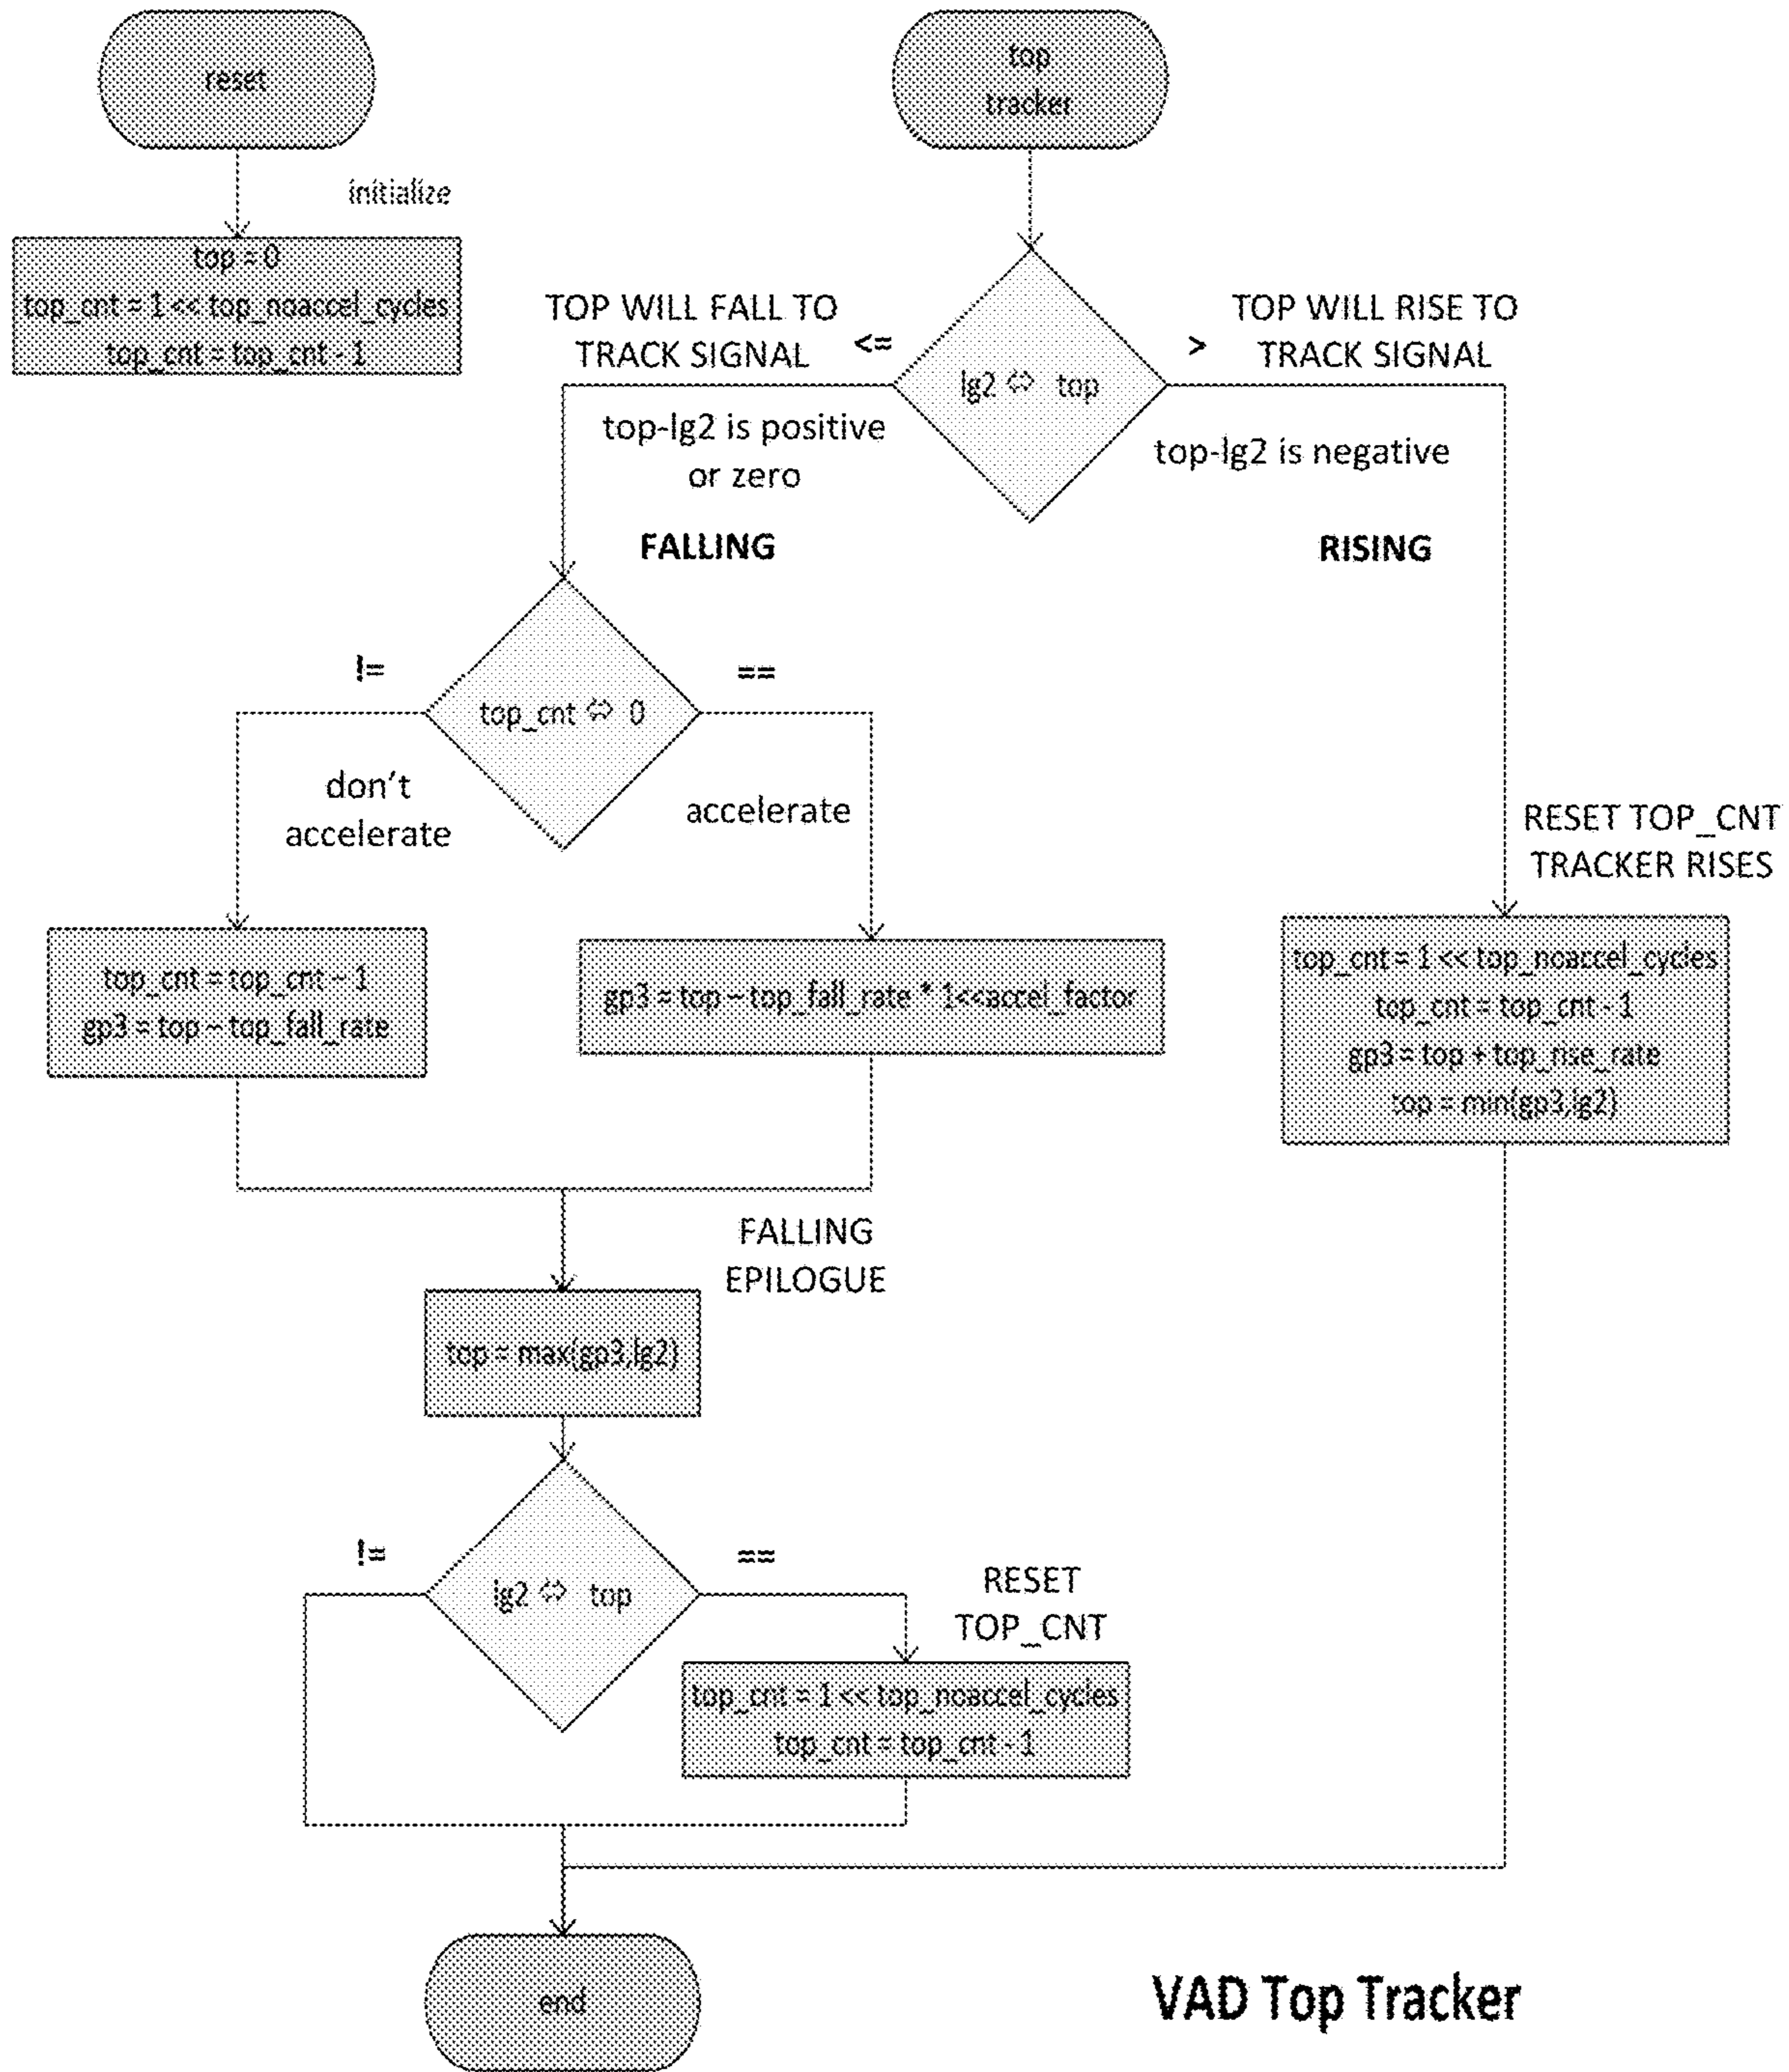 reset
top
tracker
initialize
top = 0
top_cnt = 1 << top_noaccel_cycles
top_cnt = top_cnt - 1
TOP WILL FALL TO
TRACK SIGNAL
<=
>
TOP WILL RISE TO
TRACK SIGNAL
lg2 ⇔ top
top-lg2 is positive
or zero
top-lg2 is negative
FALLING
RISING
!=
==
top_cnt ⇔ 0
don't
accelerate
accelerate
RESET TOP_CNT
TRACKER RISES
top_cnt = top_cnt – 1
gp3 = top – top_fall_rate
gp3 = top – top_fall_rate * 1<<accel_factor
top_cnt = 1 << top_noaccel_cycles
top_cnt = top_cnt - 1
gp3 = top + top_rise_rate
top = min(gp3,lg2)
FALLING
EPILOGUE
top = max(gp3,lg2)
!=
==
lg2 ⇔ top
RESET
TOP_CNT
top_cnt = 1 << top_noaccel_cycles
top_cnt = top_cnt - 1
end
VAD Top Tracker